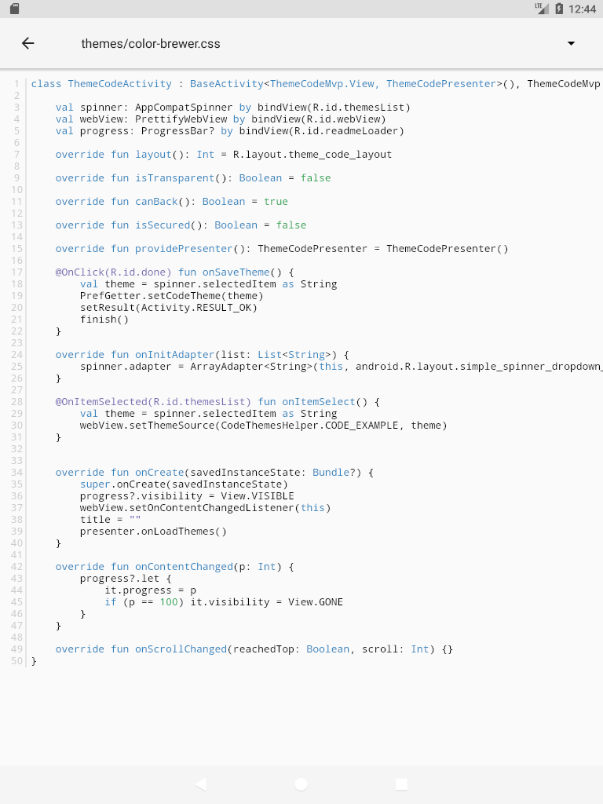 LTE 12:44
themes/color-brewer.css
1 class ThemeCodeActivity : BaseActivity<ThemeCodeMvp.View, ThemeCodePresenter>(), ThemeCodeMvp
2
3     val spinner: AppCompatSpinner by bindView(R.id.themesList)
4     val webView: PrettifyWebView by bindView(R.id.webView)
5     val progress: ProgressBar? by bindView(R.id.readmeLoader)
6
7     override fun layout(): Int = R.layout.theme_code_layout
8
9     override fun isTransparent(): Boolean = false
10
11     override fun canBack(): Boolean = true
12
13     override fun isSecured(): Boolean = false
14
15     override fun providePresenter(): ThemeCodePresenter = ThemeCodePresenter()
16
17     @OnClick(R.id.done) fun onSaveTheme() {
18         val theme = spinner.selectedItem as String
19         PrefGetter.setCodeTheme(theme)
20         setResult(Activity.RESULT_OK)
21         finish()
22     }
23
24     override fun onInitAdapter(list: List<String>) {
25         spinner.adapter = ArrayAdapter<String>(this, android.R.layout.simple_spinner_dropdown_
26     }
27
28     @OnItemSelected(R.id.themesList) fun onItemSelect() {
29         val theme = spinner.selectedItem as String
30         webView.setThemeSource(CodeThemesHelper.CODE_EXAMPLE, theme)
31     }
32
33
34     override fun onCreate(savedInstanceState: Bundle?) {
35         super.onCreate(savedInstanceState)
36         progress?.visibility = View.VISIBLE
37         webView.setOnContentChangedListener(this)
38         title = ""
39         presenter.onLoadThemes()
40     }
41
42     override fun onContentChanged(p: Int) {
43         progress?.let {
44             it.progress = p
45             if (p == 100) it.visibility = View.GONE
46         }
47     }
48
49     override fun onScrollChanged(reachedTop: Boolean, scroll: Int) {}
50 }